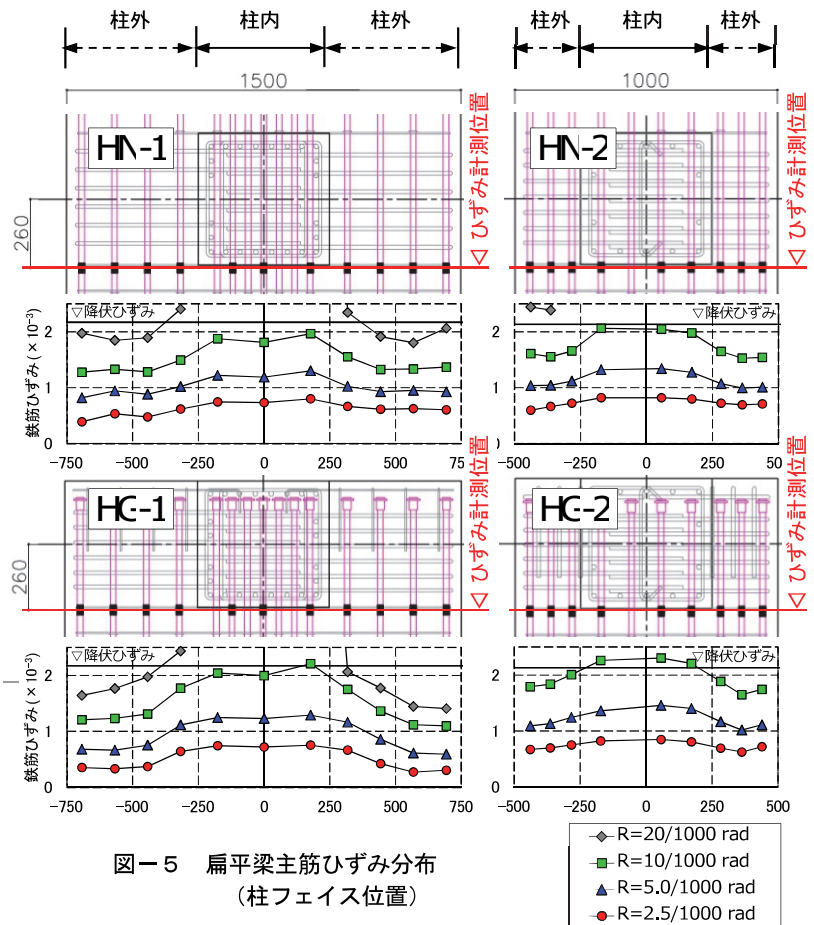 柱外 柱内 柱外
1500
HN-1
260
◁ ひずみ計測位置
▽降伏ひずみ
鉄筋ひずみ(×10⁻³)
2
1
0
-750 -500 -250 0 250 500 75
柱外 柱内 柱外
1000
HN-2
◁ ひずみ計測位置
▽降伏ひずみ
2
1
0
-500 -250 0 250 50
HC-1
260
◁ ひずみ計測位置
▽降伏ひずみ
鉄筋ひずみ(×10⁻³)
2
1
0
-750 -500 -250 0 250 500 750
HC-2
◁ ひずみ計測位置
▽降伏ひずみ
2
1
0
-500 -250 0 250 500
図-5 扁平梁主筋ひずみ分布
(柱フェイス位置)
R=20/1000 rad
R=10/1000 rad
R=5.0/1000 rad
R=2.5/1000 rad